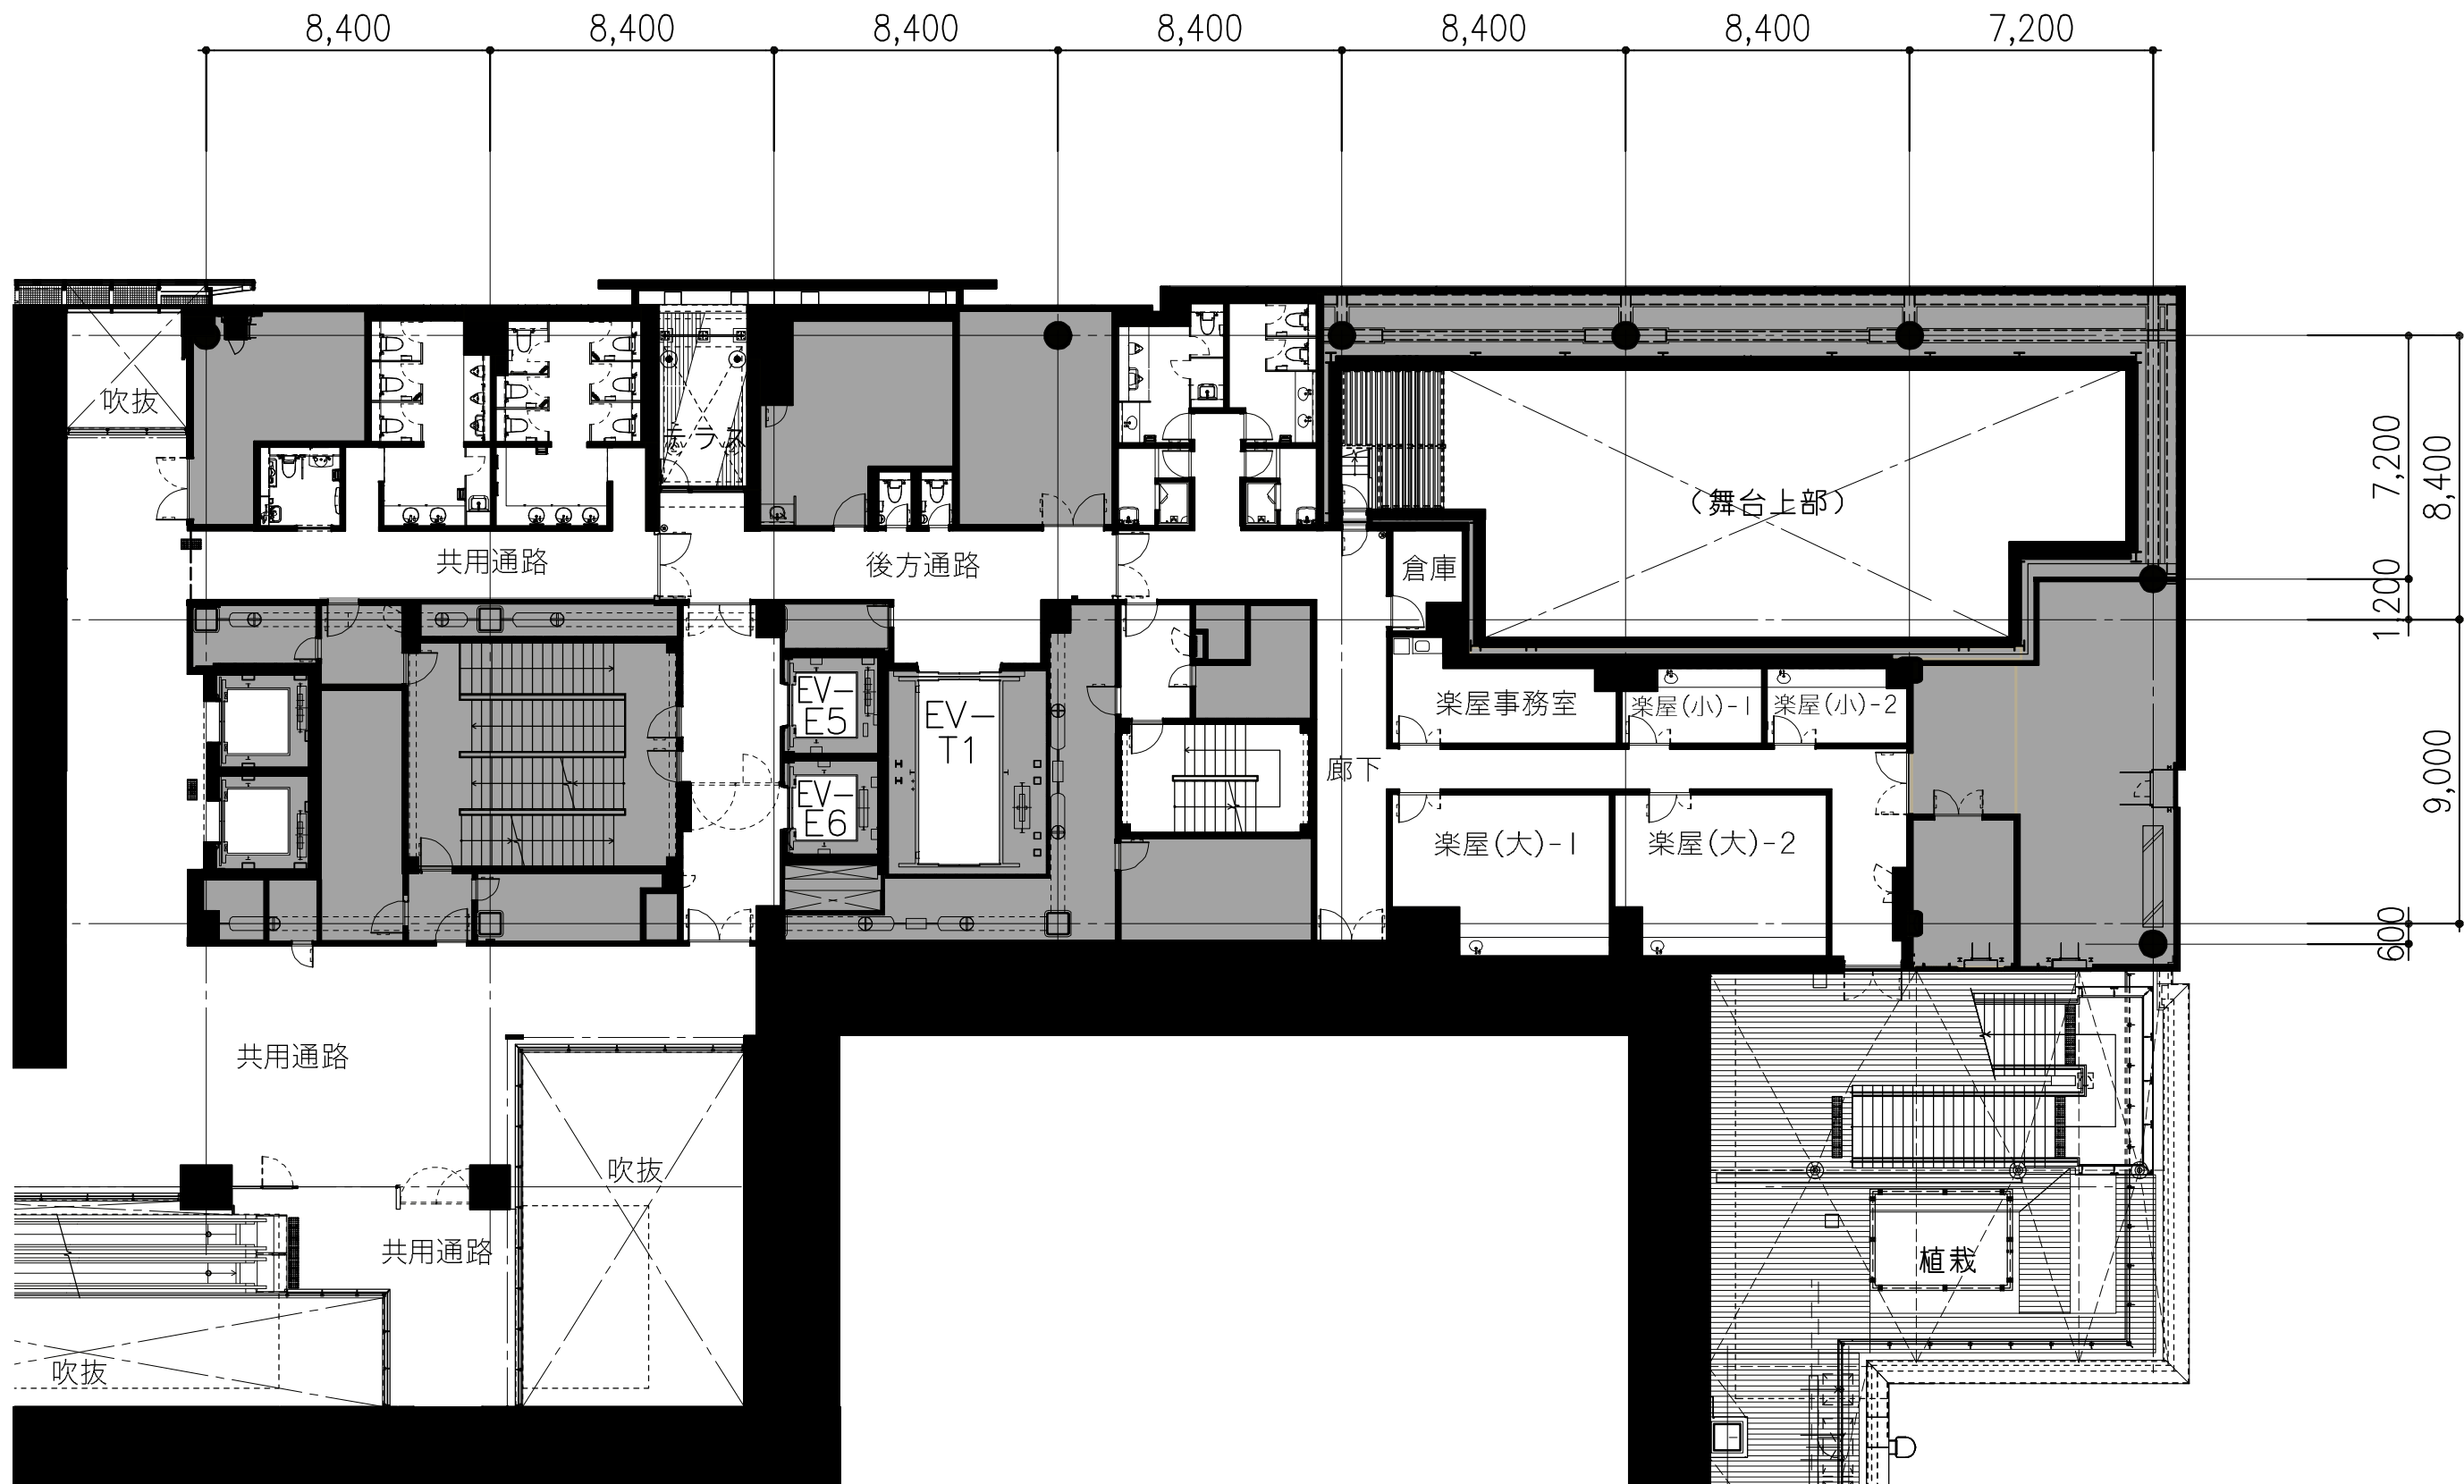 8,400
8,400
8,400
8,400
8,400
8,400
7,200
吹抜
テラス
(舞台上部)
7,200
8,400
共用通路
後方通路
倉庫
1,200
EV-
E5
EV-
T1
楽屋事務室
楽屋(小)-1
楽屋(小)-2
廊下
9,000
EV-
E6
楽屋(大)-1
楽屋(大)-2
600
共用通路
吹抜
共用通路
植栽
吹抜